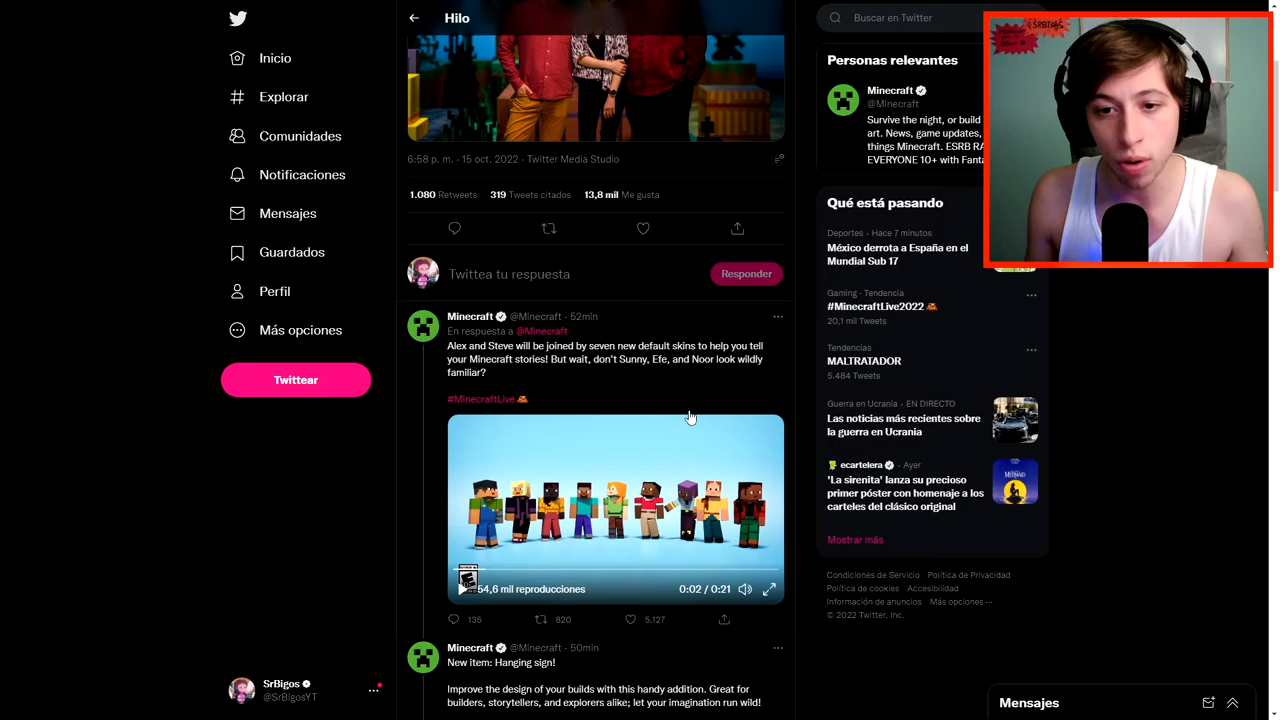 Inicio
Explorar
Comunidades
Notificaciones
Mensajes
Guardados
Perfil
Más opciones
Twittear
SrBigos
@SrBigosYT
Hilo
6:58 p. m. · 15 oct. 2022 · Twitter Media Studio
1.080 Retweets 319 Tweets citados 13,8 mil Me gusta
Twittea tu respuesta
Responder
Minecraft @Minecraft · 52min
En respuesta a @Minecraft
Alex and Steve will be joined by seven new default skins to help you tell
your Minecraft stories! But wait, don't Sunny, Efe, and Noor look wildly
familiar?
#MinecraftLive
E
54,6 mil reproducciones
0:02 / 0:21
135 820 5.127
Minecraft @Minecraft · 50min
New item: Hanging sign!
Improve the design of your builds with this handy addition. Great for
builders, storytellers, and explorers alike; let your imagination run wild!
Buscar en Twitter
Personas relevantes
Minecraft
@Minecraft
Survive the night, or build
art. News, game updates,
things Minecraft. ESRB RA
EVERYONE 10+ with Fanta
Qué está pasando
Deportes · Hace 7 minutos
México derrota a España en el
Mundial Sub 17
Gaming · Tendencia
#MinecraftLive2022
20,1 mil Tweets
Tendencias
MALTRATADOR
5.484 Tweets
Guerra en Ucrania · EN DIRECTO
Las noticias más recientes sobre
la guerra en Ucrania
ecartelera · Ayer
'La sirenita' lanza su precioso
primer póster con homenaje a los
carteles del clásico original
Mostrar más
Condiciones de Servicio Política de Privacidad
Política de cookies Accesibilidad
Información de anuncios Más opciones ···
© 2022 Twitter, Inc.
Mensajes
SRBIGOS